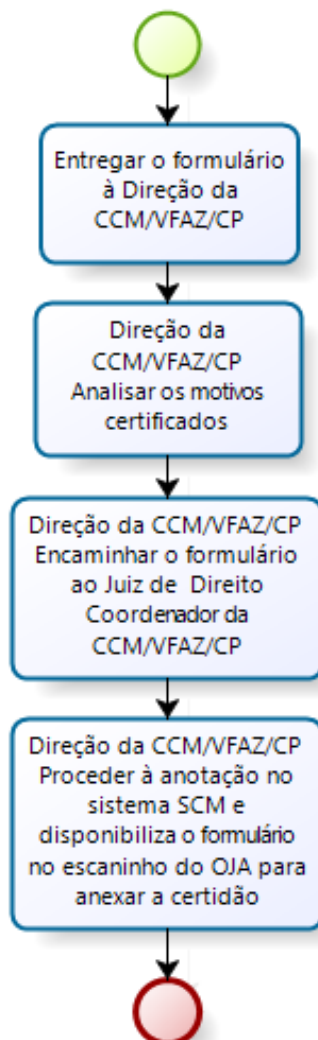 Entregar o formulário
à Direção da
CCM/VFAZ/CP
Direção da
CCM/VFAZ/CP
Analisar os motivos
certificados
Direção da CCM/VFAZ/CP
Encaminhar o formulário
ao Juiz de Direito
Coordenador da
CCM/VFAZ/CP
Direção da CCM/VFAZ/CP
Proceder à anotação no
sistema SCM e
disponibiliza o formulário
no escaninho do OJA para
anexar a certidão